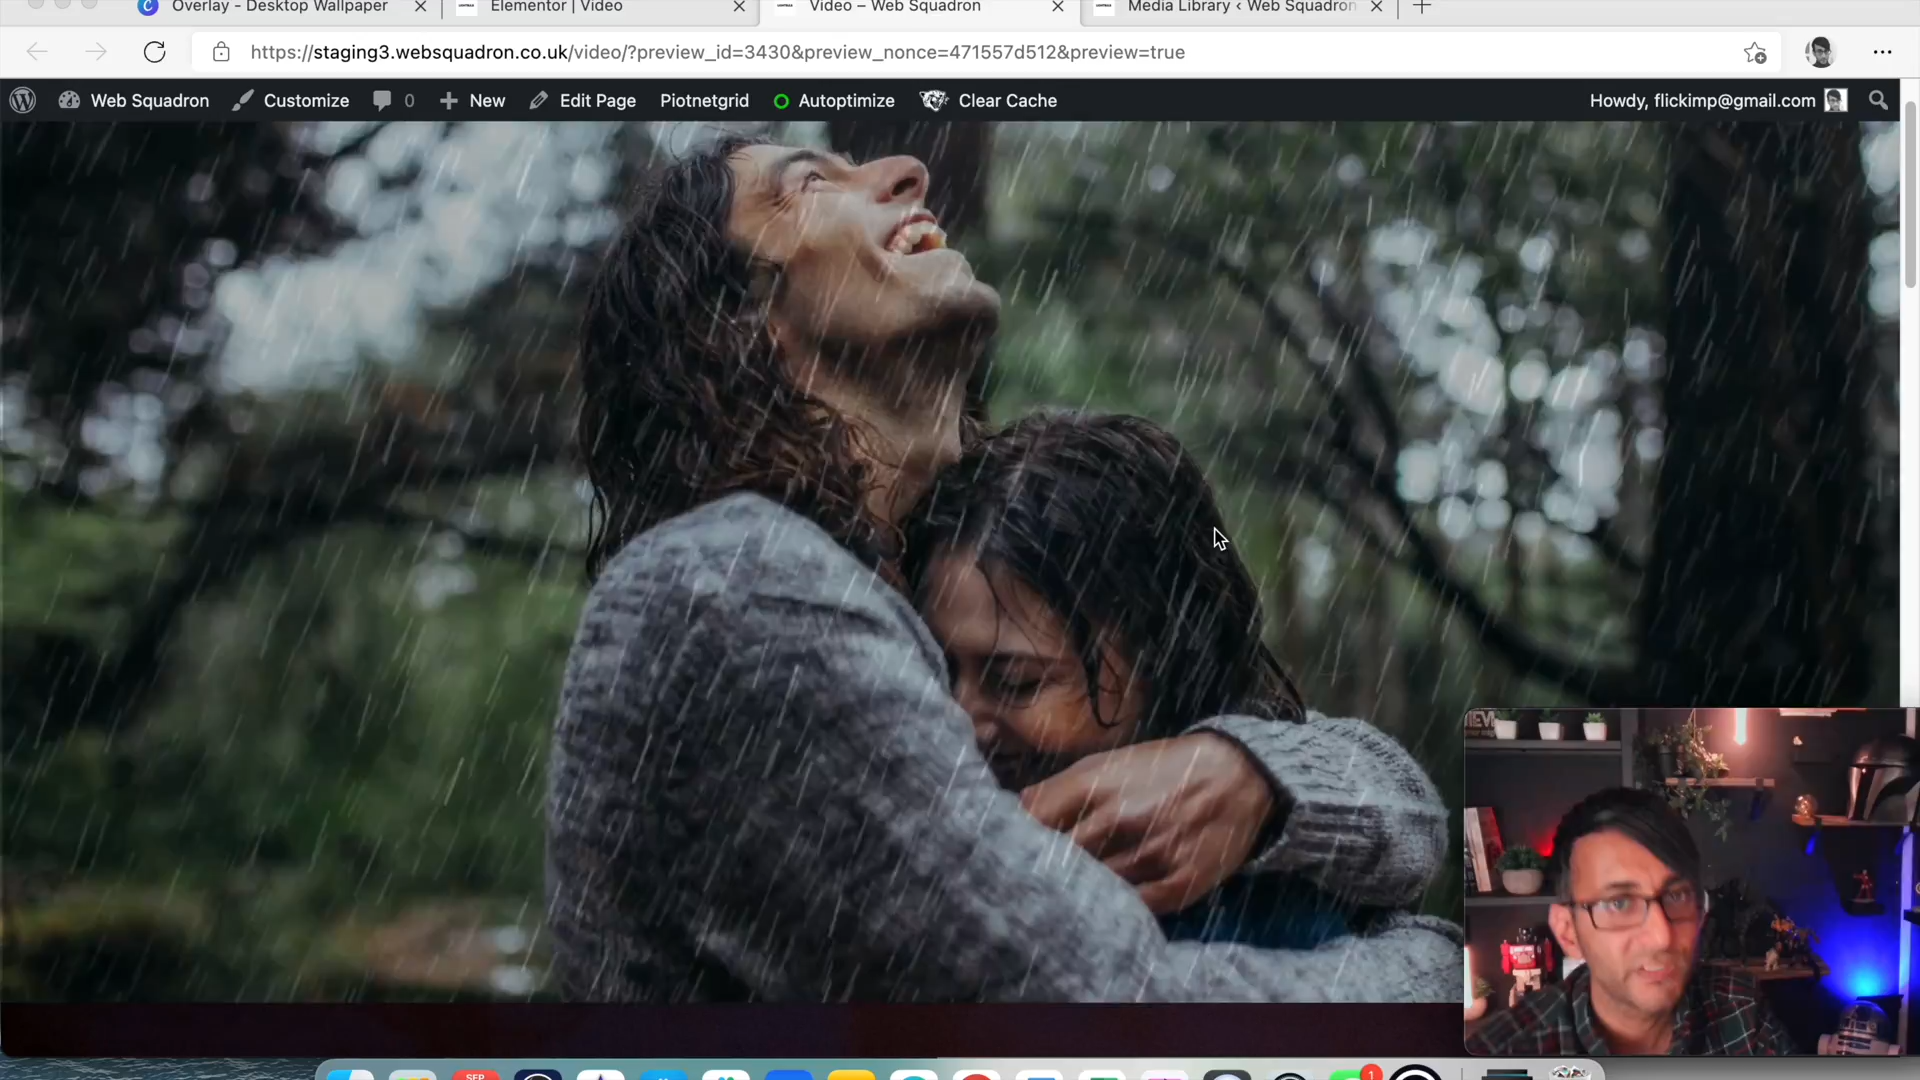 Overlay - Desktop Wallpaper
Elementor | Video
Video – Web Squadron
Media Library ‹ Web Squadron
https://staging3.websquadron.co.uk/video/?preview_id=3430&preview_nonce=471557d512&preview=true
Web Squadron Customize 0 New Edit Page Piotnetgrid Autoptimize Clear Cache Howdy, flickimp@gmail.com
SEP
1